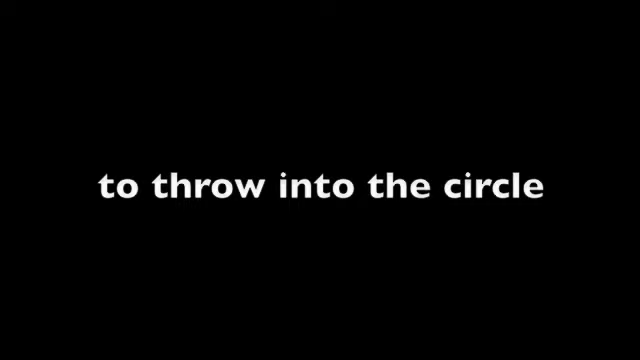 to throw into the circle